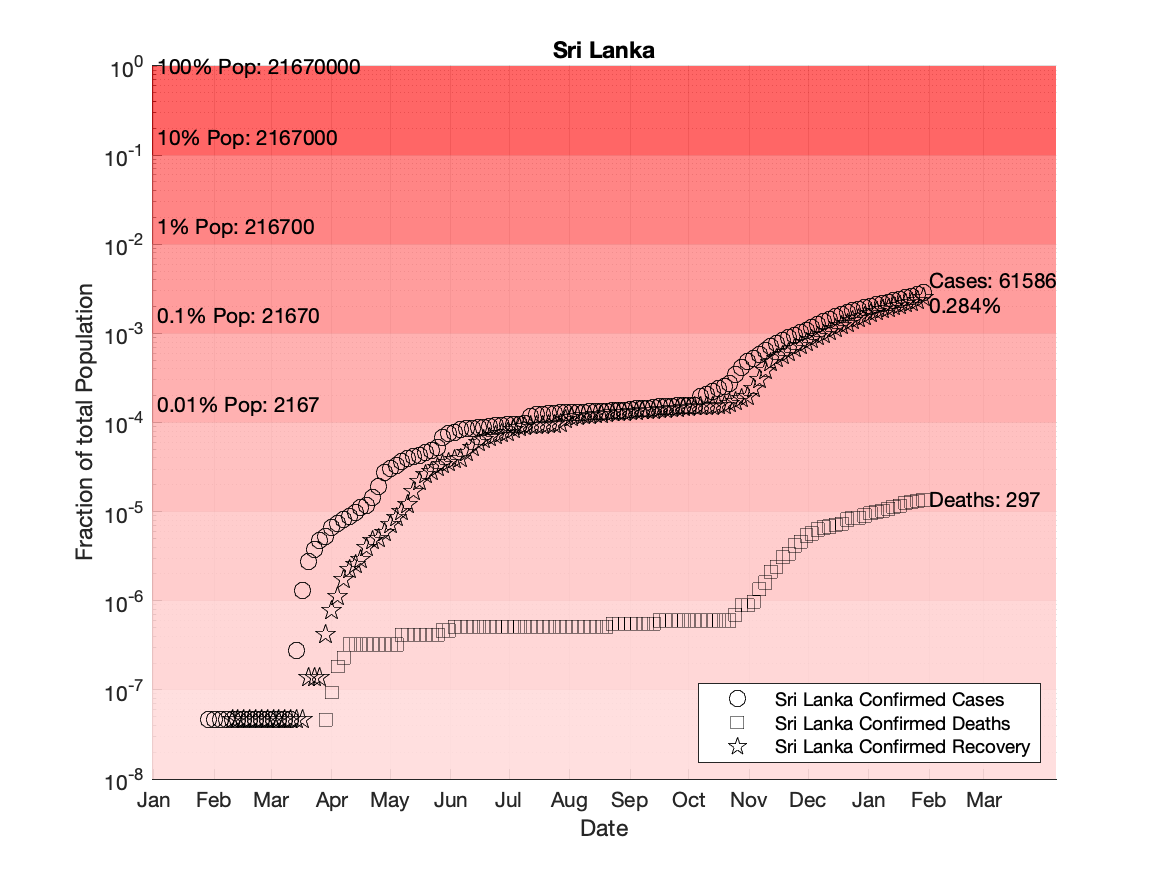 Sri Lanka
10^0
100% Pop: 21670000
10% Pop: 2167000
10^-1
1% Pop: 216700
10^-2
Cases: 61586
0.284%
0.1% Pop: 21670
10^-3
0.01% Pop: 2167
10^-4
Deaths: 297
10^-5
10^-6
10^-7
10^-8
Fraction of total Population
Sri Lanka Confirmed Cases
Sri Lanka Confirmed Deaths
Sri Lanka Confirmed Recovery
Jan Feb Mar Apr May Jun Jul Aug Sep Oct Nov Dec Jan Feb Mar
Date